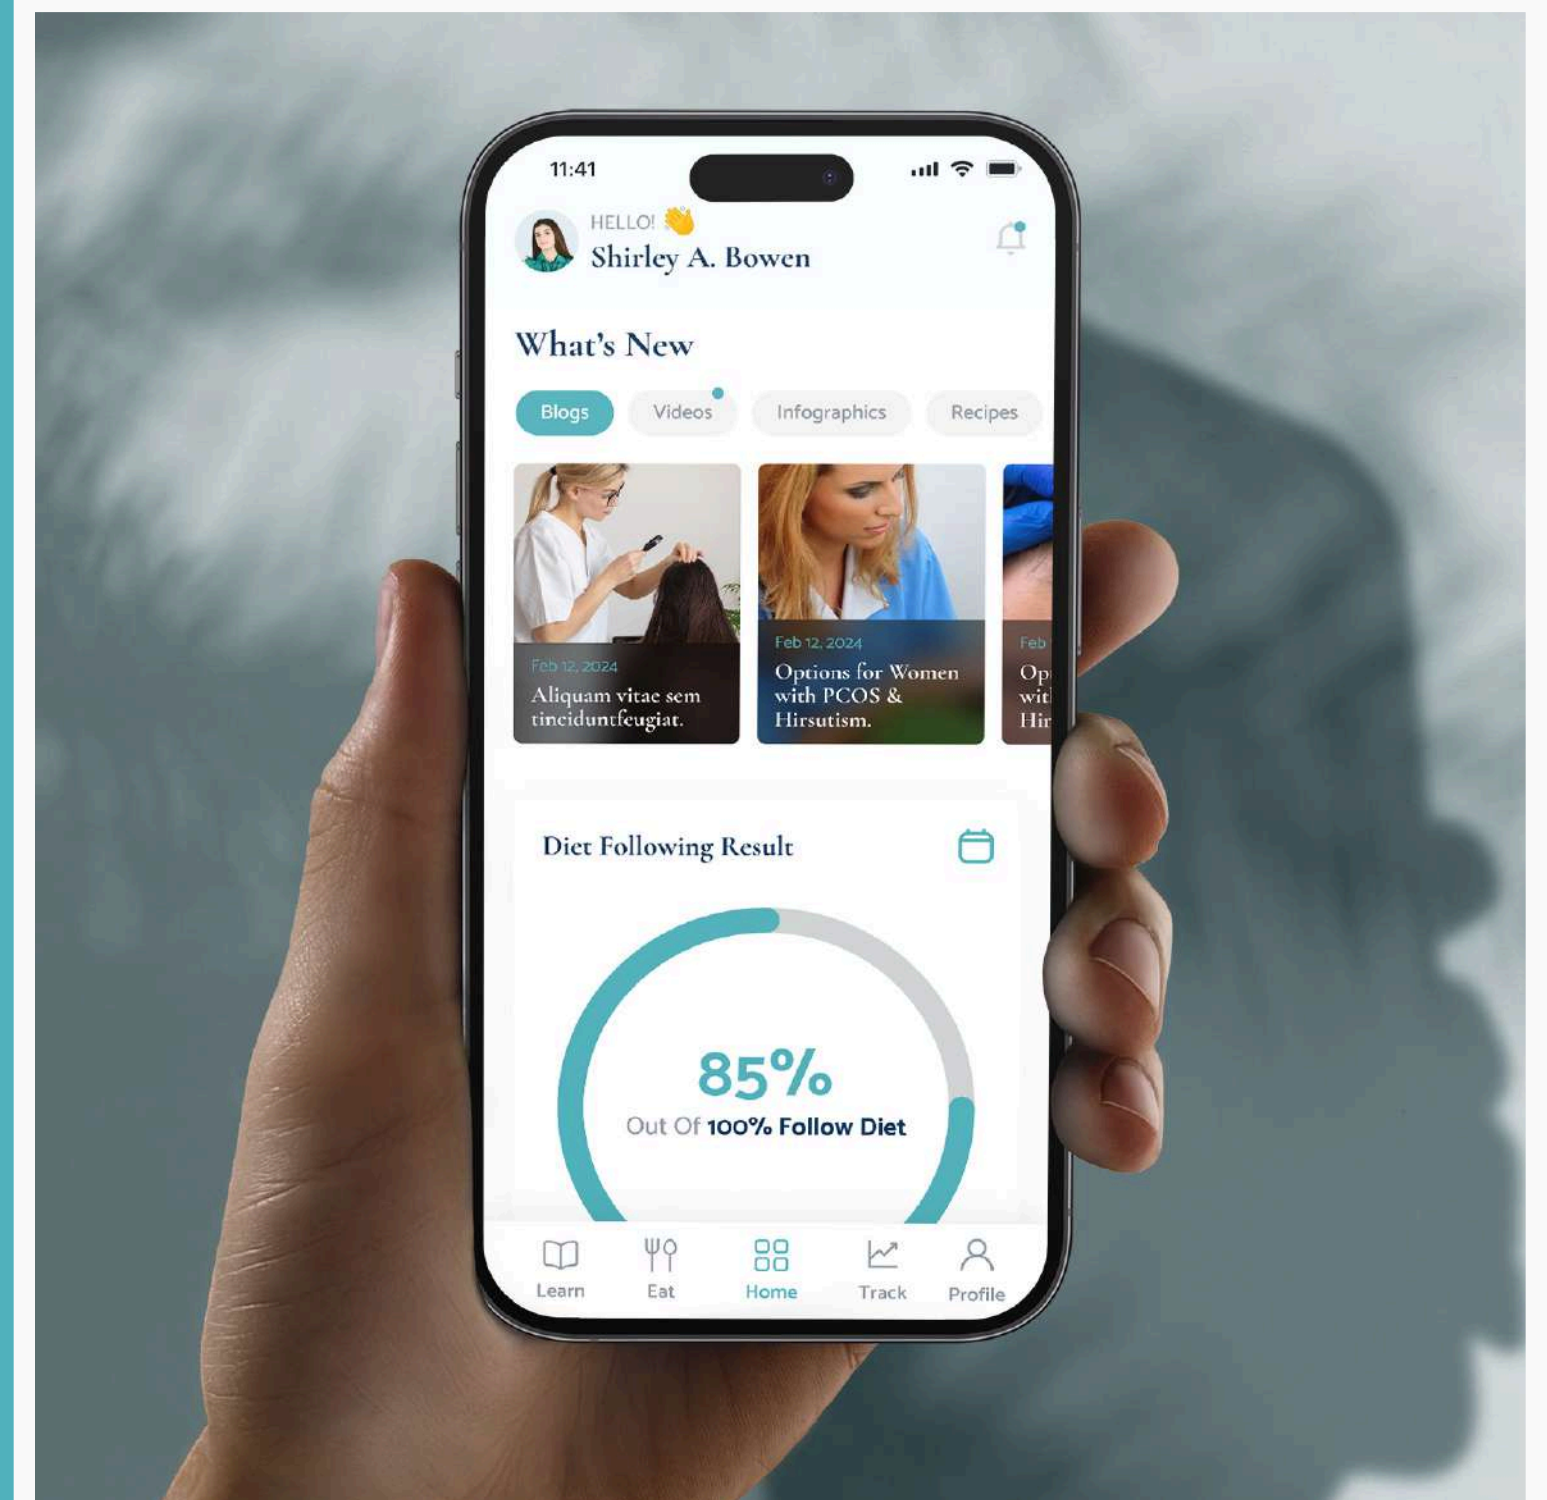 11:41
HELLO! 👋
Shirley A. Bowen
What's New
Blogs
Videos
Infographics
Recipes
Feb 12, 2024
Aliquam vitae sem
tinciduntfeugiat.
Feb 12, 2024
Options for Women
with PCOS &
Hirsutism.
Feb
Diet Following Result
85%
Out Of 100% Follow Diet
Learn
Eat
Home
Track
Profile